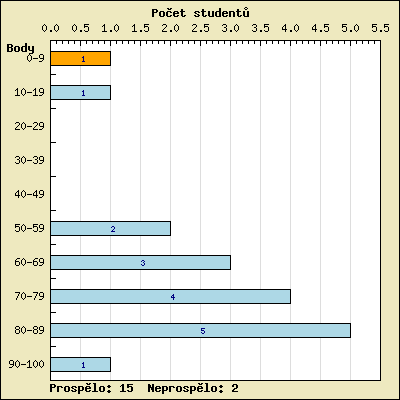 Počet studentů
0.0 0.5 1.0 1.5 2.0 2.5 3.0 3.5 4.0 4.5 5.0 5.5
Body
0-9 1
10-19 1
20-29
30-39
40-49
50-59 2
60-69 3
70-79 4
80-89 5
90-100 1
Prospělo: 15 Neprospělo: 2